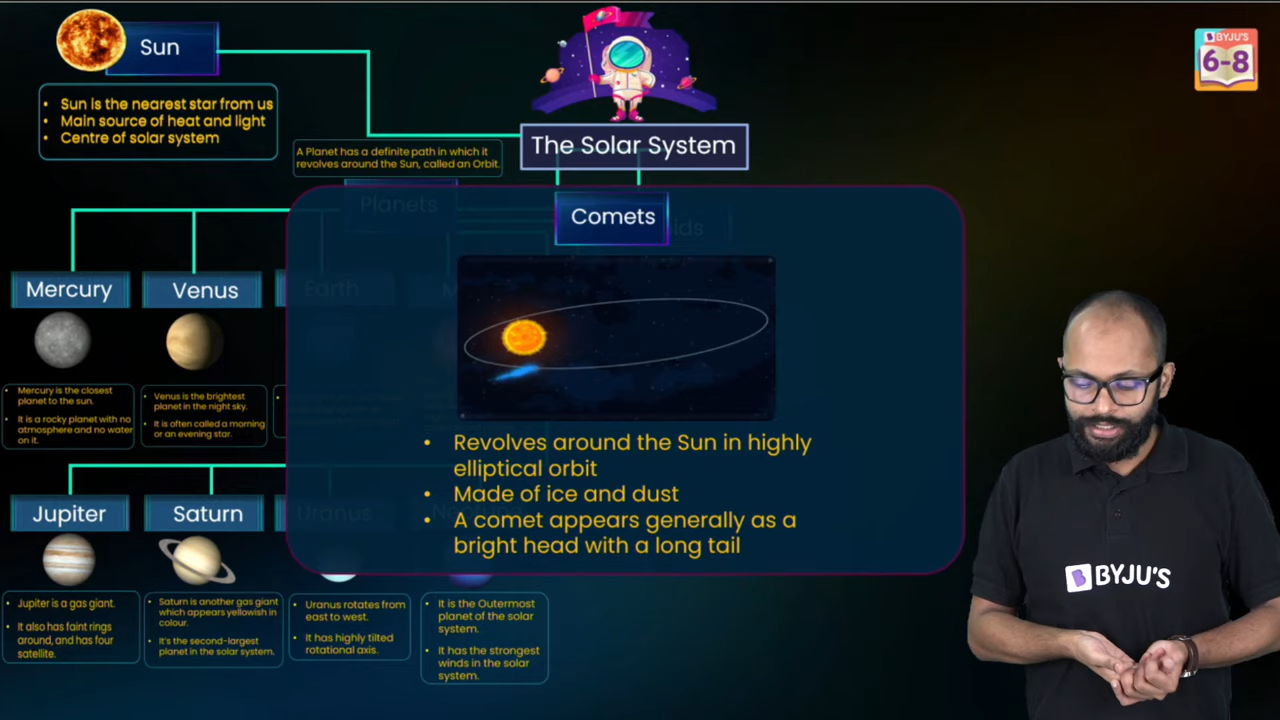 Sun
• Sun is the nearest star from us
• Main source of heat and light
• Centre of solar system
BYJU'S
6-8
The Solar System
A Planet has a definite path in which it
revolves around the Sun, called an Orbit.
Planets
Comets
ids
Mercury
Venus
Earth
• Mercury is the closest
planet to the sun.
• It is a rocky planet with no
atmosphere and no water
on it.
• Venus is the brightest
planet in the night sky.
• It is often called a morning
or an evening star.
• Revolves around the Sun in highly
elliptical orbit
• Made of ice and dust
• A comet appears generally as a
bright head with a long tail
Jupiter
Saturn
Uranus
• Jupiter is a gas giant.
• It also has faint rings
around, and has four
satellite.
• Saturn is another gas giant
which appears yellowish in
colour.
• It's the second-largest
planet in the solar system.
• Uranus rotates from
east to west.
• It has highly tilted
rotational axis.
• It is the Outermost
planet of the solar
system.
• It has the strongest
winds in the solar
system.
BYJU'S